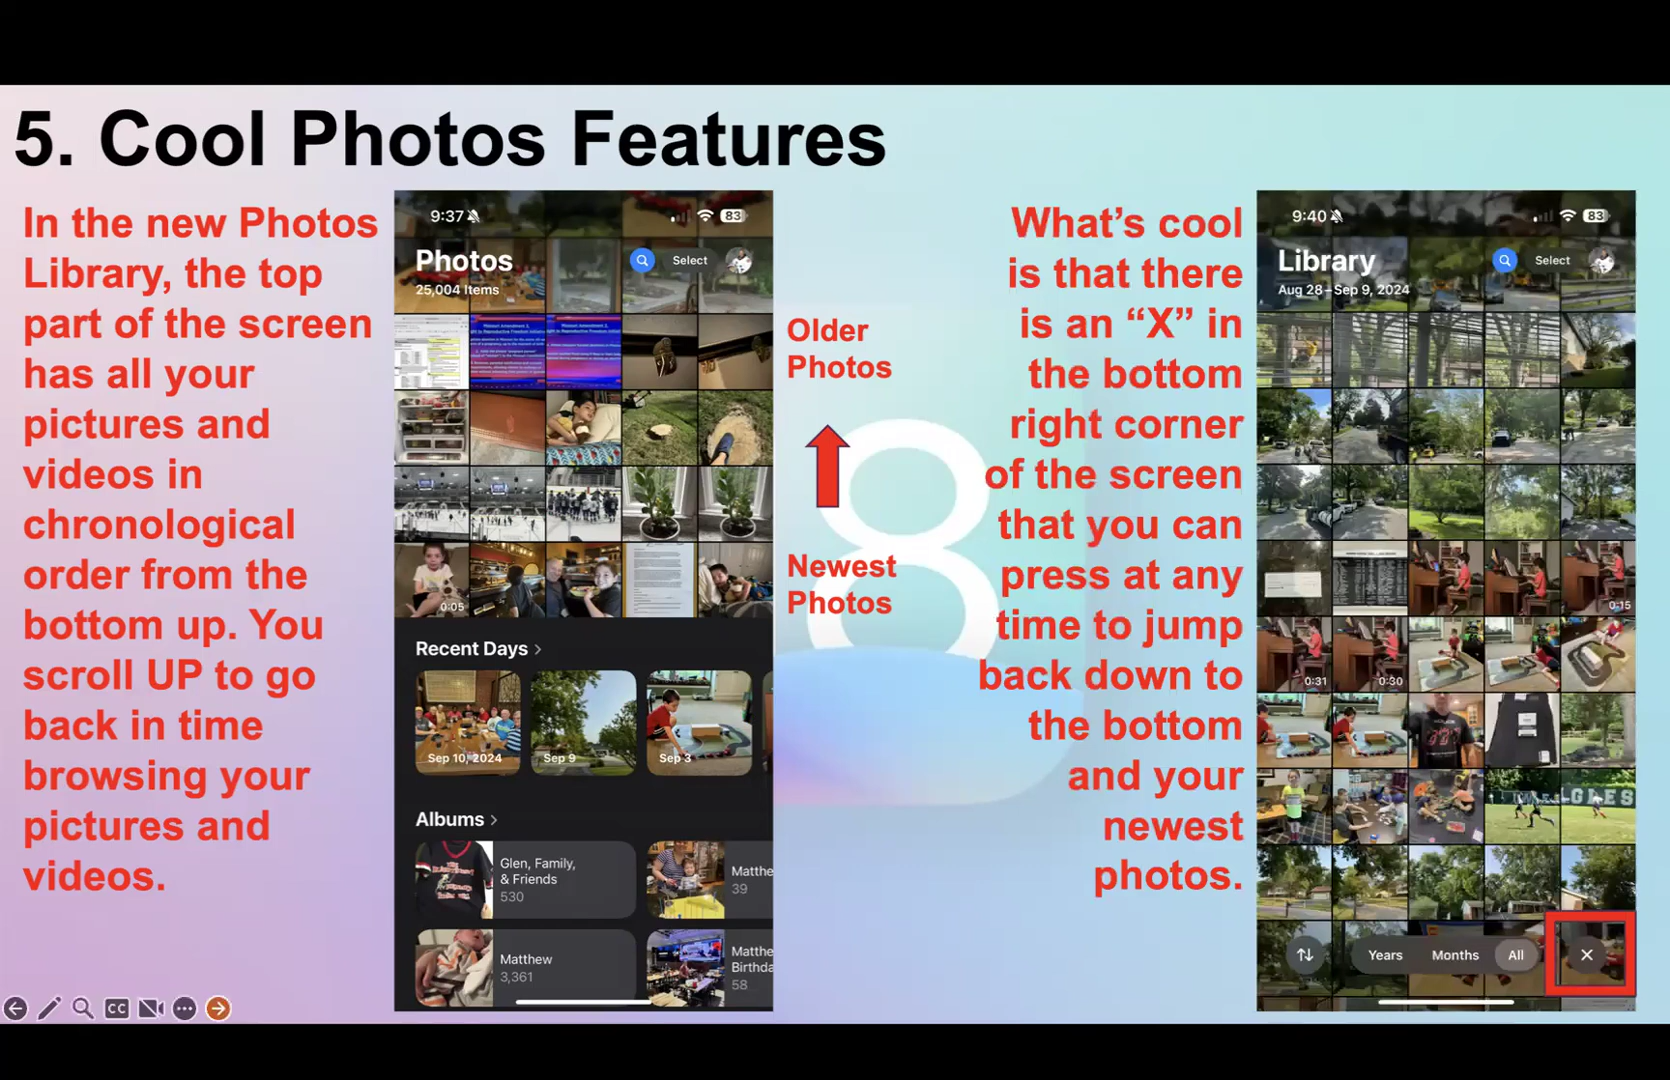 5. Cool Photos Features
In the new Photos
Library, the top
part of the screen
has all your
pictures and
videos in
chronological
order from the
bottom up. You
scroll UP to go
back in time
browsing your
pictures and
videos.
9:37
83
Photos
Select
25,004 Items
0:05
Recent Days >
Sep 10, 2024
Sep 9
Sep 3
Albums >
Glen, Family,
& Friends
530
Matthe
39
Matthew
3,361
Matthe
Birthda
58
Older
Photos
Newest
Photos
8
What's cool
is that there
is an “X” in
the bottom
right corner
of the screen
that you can
press at any
time to jump
back down to
the bottom
and your
newest
photos.
9:40
83
Library
Select
Aug 28–Sep 9, 2024
0:15
0:31
0:30
Years
Months
All
CC